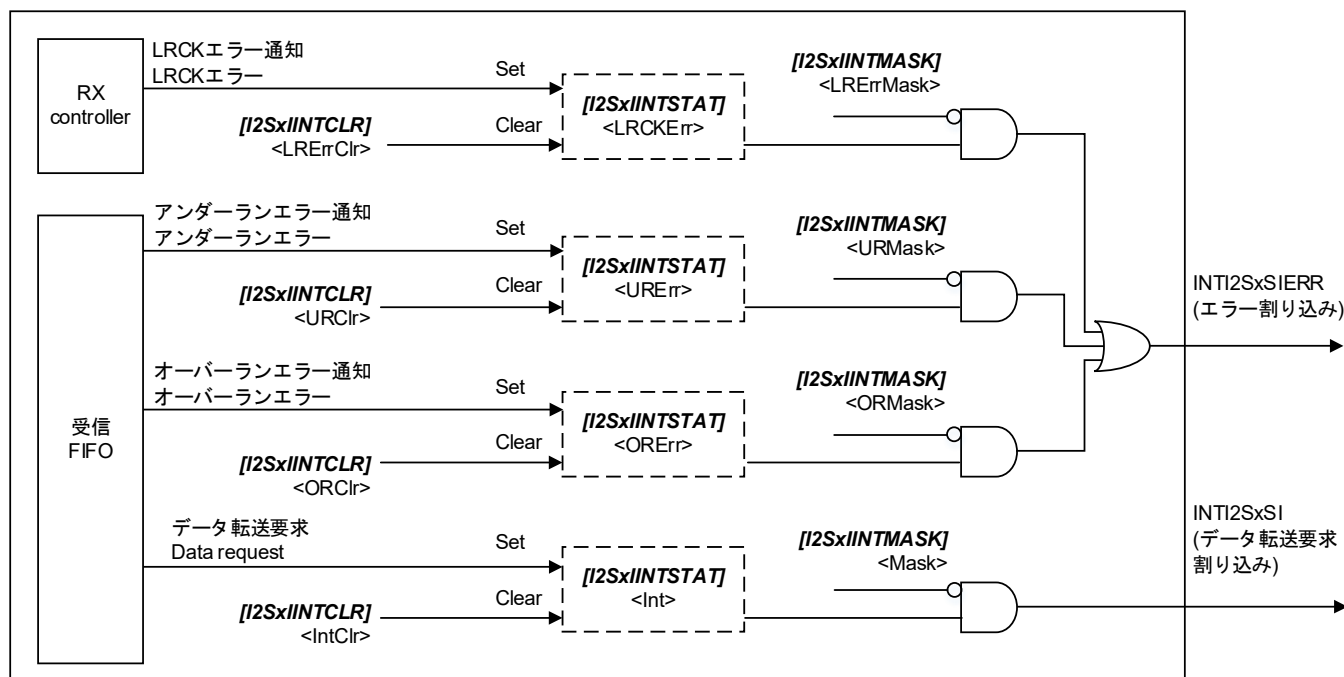 RX
controller
LRCKエラー通知
LRCKエラー
Set
[I2SxIINTCLR]
<LRErrClr>
Clear
[I2SxIINTSTAT]
<LRCKErr>
[I2SxIINTMASK]
<LRErrMask>
受信
FIFO
アンダーランエラー通知
アンダーランエラー
Set
[I2SxIINTCLR]
<URClr>
Clear
[I2SxIINTSTAT]
<URErr>
[I2SxIINTMASK]
<URMask>
INTI2SxSIERR
(エラー割り込み)
オーバーランエラー通知
オーバーランエラー
Set
[I2SxIINTCLR]
<ORClr>
Clear
[I2SxIINTSTAT]
<ORErr>
[I2SxIINTMASK]
<ORMask>
データ転送要求
Data request
Set
[I2SxIINTCLR]
<IntClr>
Clear
[I2SxIINTSTAT]
<Int>
[I2SxIINTMASK]
<Mask>
INTI2SxSI
(データ転送要求
割り込み)